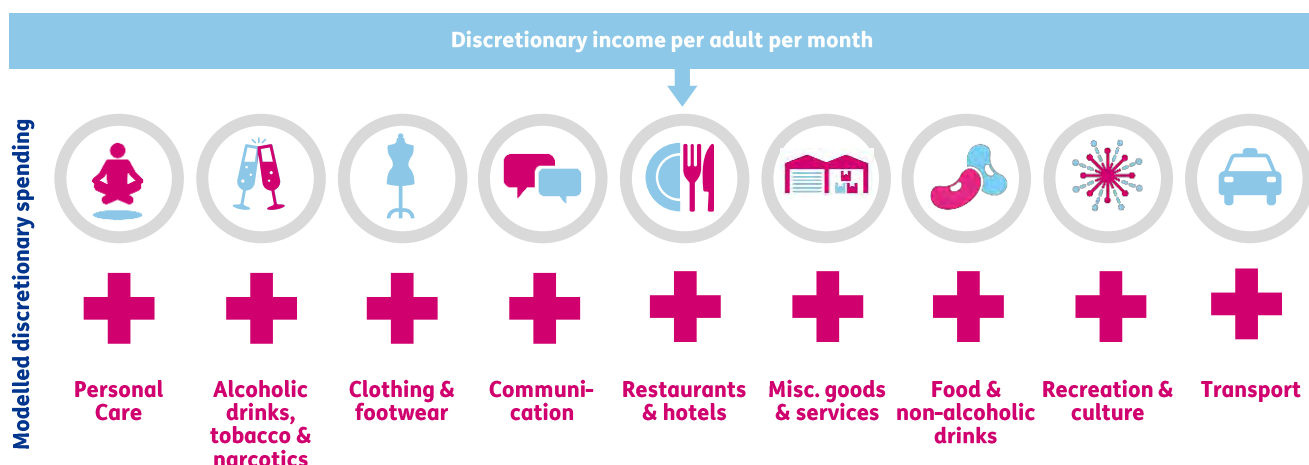 Discretionary income per adult per month
Modelled discretionary spending
Personal
Care
Alcoholic
drinks,
tobacco &
narcotics
Clothing &
footwear
Communi-
cation
Restaurants
& hotels
Misc. goods
& services
Food &
non-alcoholic
drinks
Recreation &
culture
Transport